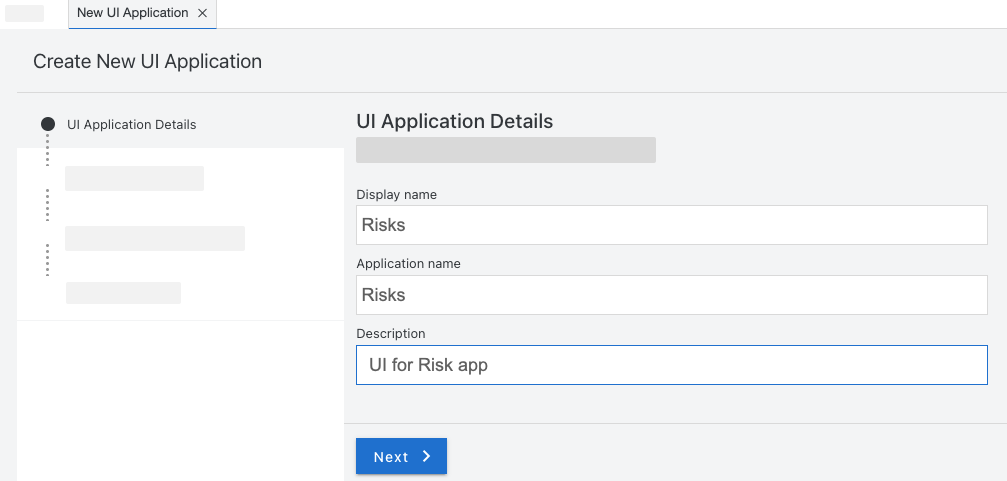 New UI Application
Create New UI Application
UI Application Details
UI Application Details
Display name
Risks
Application name
Risks
Description
UI for Risk app
Next